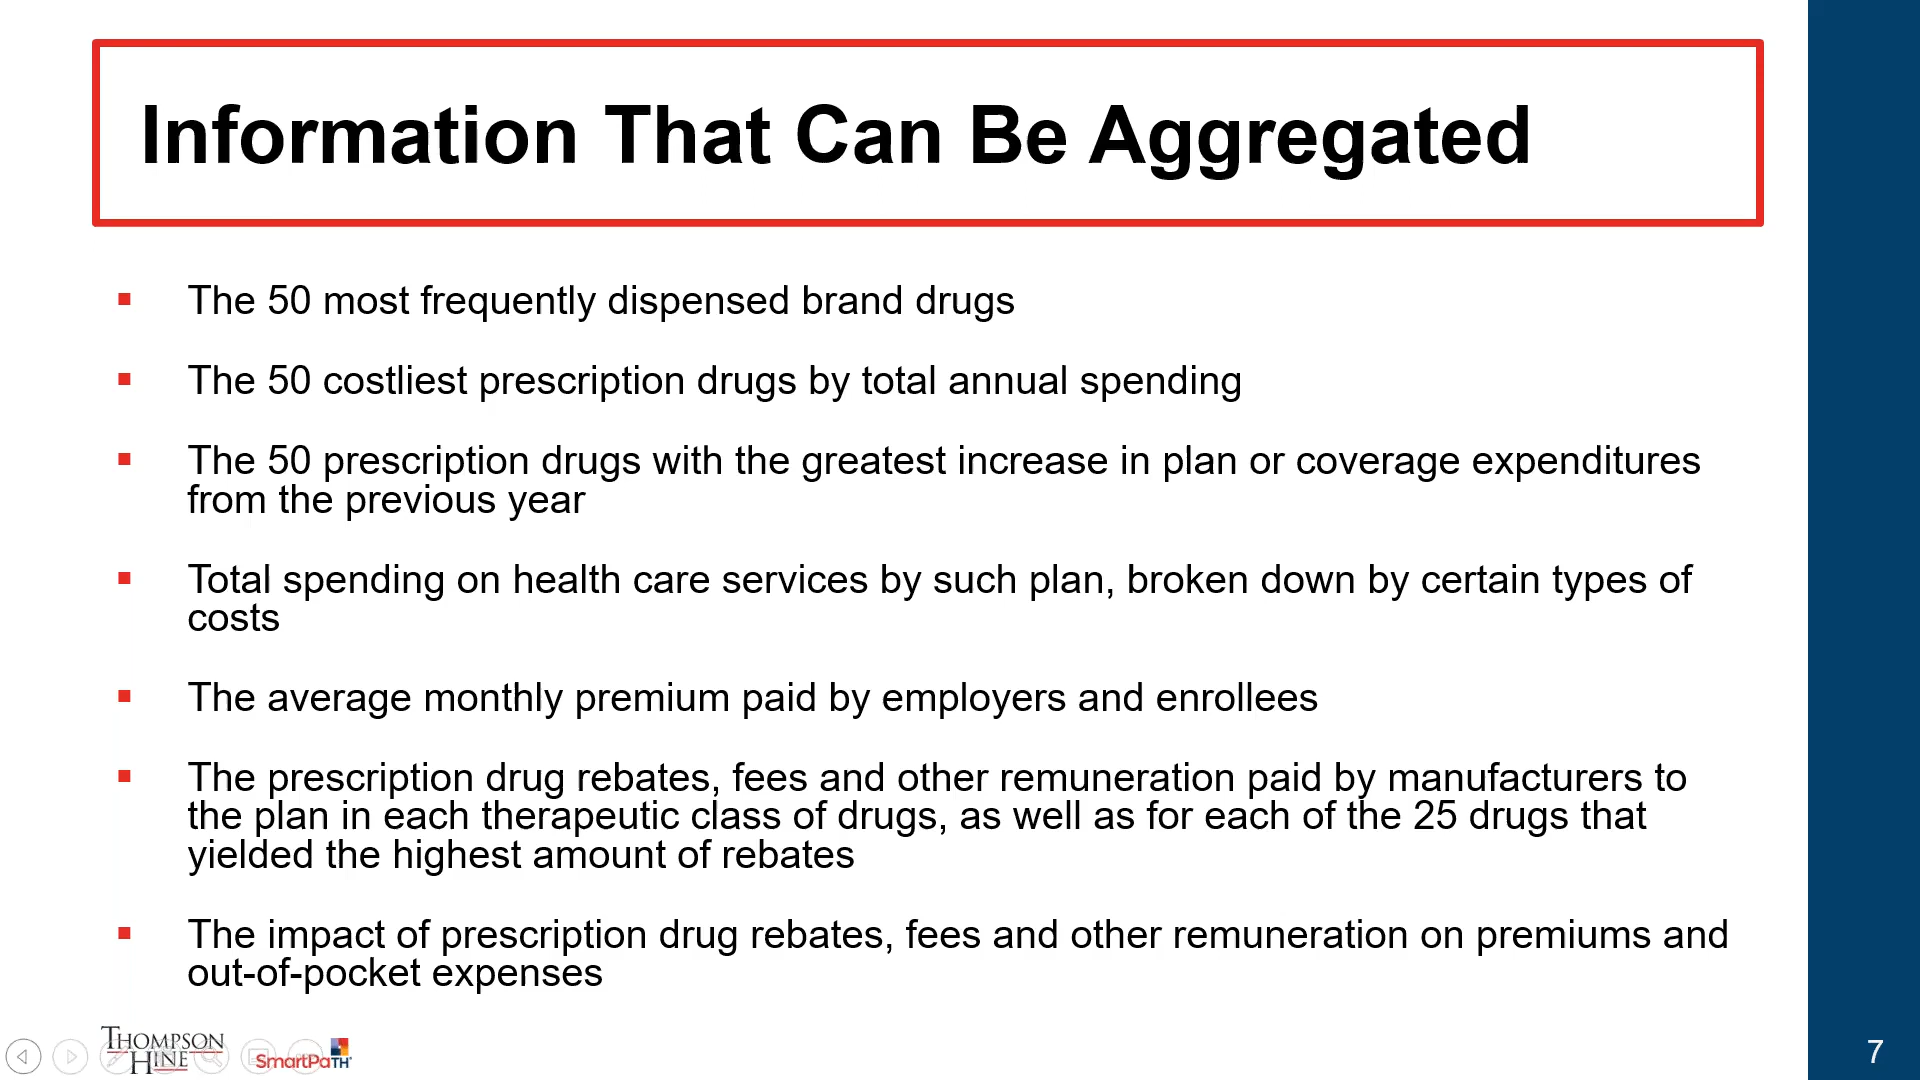 Information That Can Be Aggregated
The 50 most frequently dispensed brand drugs
The 50 costliest prescription drugs by total annual spending
The 50 prescription drugs with the greatest increase in plan or coverage expenditures
from the previous year
Total spending on health care services by such plan, broken down by certain types of
costs
The average monthly premium paid by employers and enrollees
The prescription drug rebates, fees and other remuneration paid by manufacturers to
the plan in each therapeutic class of drugs, as well as for each of the 25 drugs that
yielded the highest amount of rebates
The impact of prescription drug rebates, fees and other remuneration on premiums and
out-of-pocket expenses
THOMPSON
HINE
SmartPaTH
7